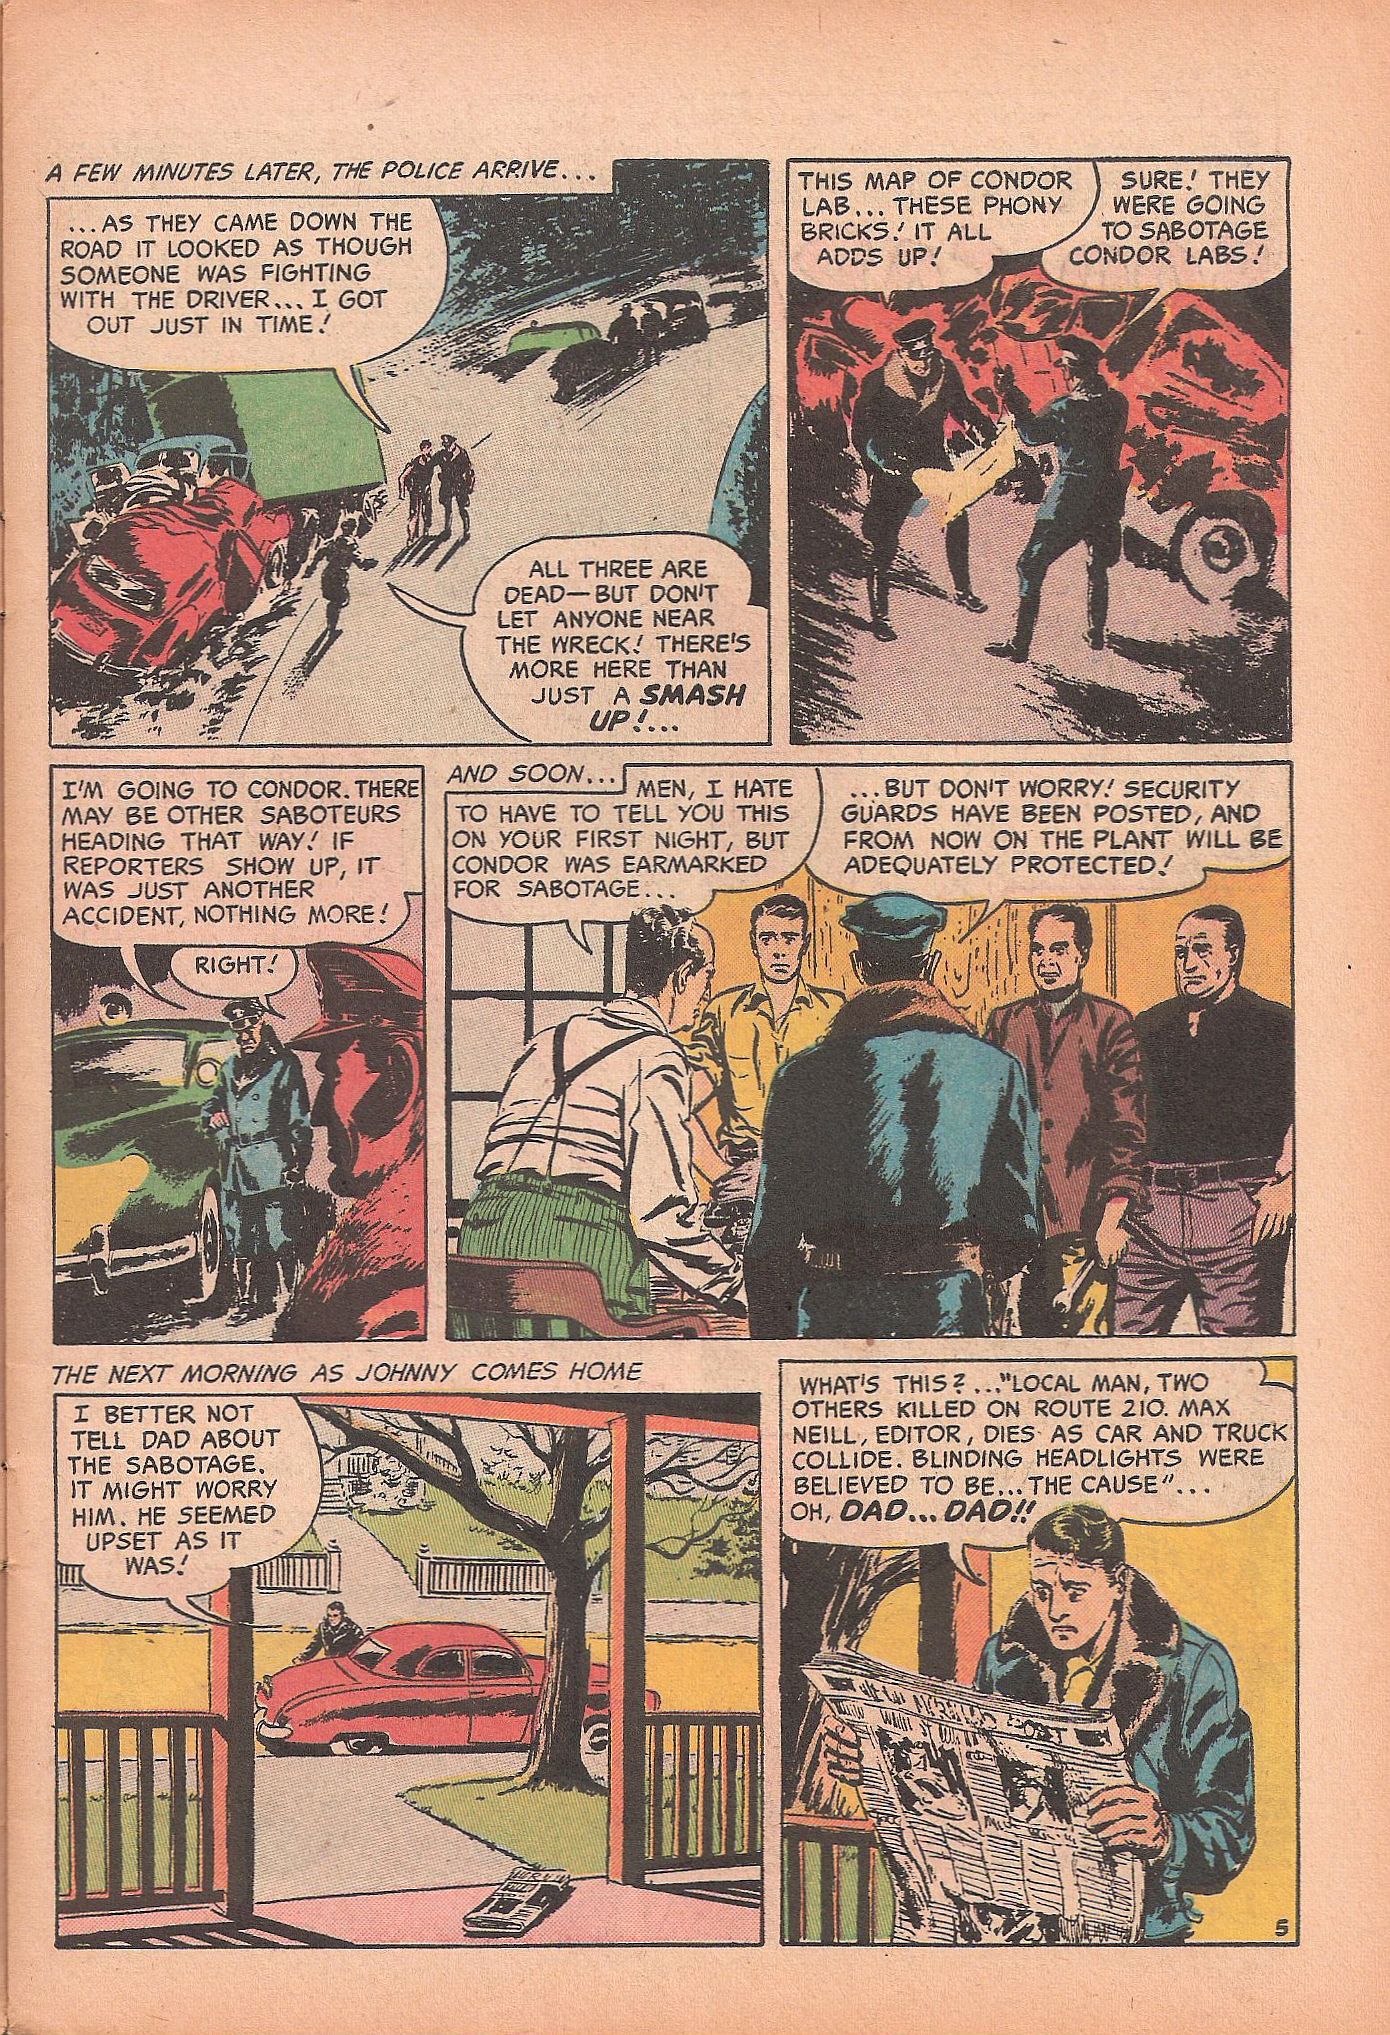 A FEW MINUTES LATER, THE POLICE ARRIVE...
...AS THEY CAME DOWN THE
ROAD IT LOOKED AS THOUGH
SOMEONE WAS FIGHTING
WITH THE DRIVER... I GOT
OUT JUST IN TIME!
ALL THREE ARE
DEAD—BUT DON'T
LET ANYONE NEAR
THE WRECK! THERE'S
MORE HERE THAN
JUST A SMASH
UP!...
THIS MAP OF CONDOR
LAB... THESE PHONY
BRICKS! IT ALL
ADDS UP!
SURE! THEY
WERE GOING
TO SABOTAGE
CONDOR LABS!
I'M GOING TO CONDOR. THERE
MAY BE OTHER SABOTEURS
HEADING THAT WAY! IF
REPORTERS SHOW UP, IT
WAS JUST ANOTHER
ACCIDENT, NOTHING MORE!
RIGHT!
AND SOON...
MEN, I HATE
TO HAVE TO TELL YOU THIS
ON YOUR FIRST NIGHT, BUT
CONDOR WAS EARMARKED
FOR SABOTAGE...
...BUT DON'T WORRY! SECURITY
GUARDS HAVE BEEN POSTED, AND
FROM NOW ON THE PLANT WILL BE
ADEQUATELY PROTECTED!
THE NEXT MORNING AS JOHNNY COMES HOME
I BETTER NOT
TELL DAD ABOUT
THE SABOTAGE.
IT MIGHT WORRY
HIM. HE SEEMED
UPSET AS IT
WAS!
WHAT'S THIS?..."LOCAL MAN, TWO
OTHERS KILLED ON ROUTE 210. MAX
NEILL, EDITOR, DIES AS CAR AND TRUCK
COLLIDE. BLINDING HEADLIGHTS WERE
BELIEVED TO BE...THE CAUSE"...
OH, DAD...DAD!!
5